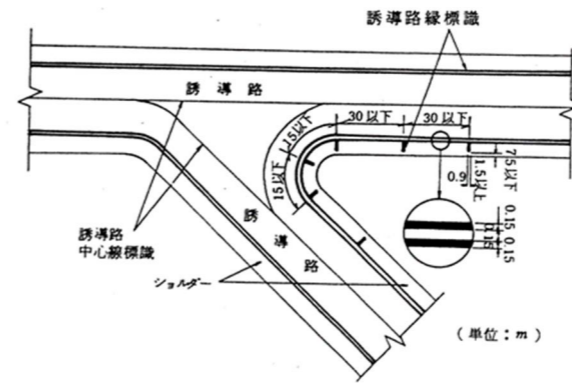 誘導路縁標識
誘導路
30以下
30以下
15以下
15以下
0.9
1.5以上
75以下
0.15
0.15
0.15
誘導路
中心線標識
誘導路
ショルダー
(単位：m)